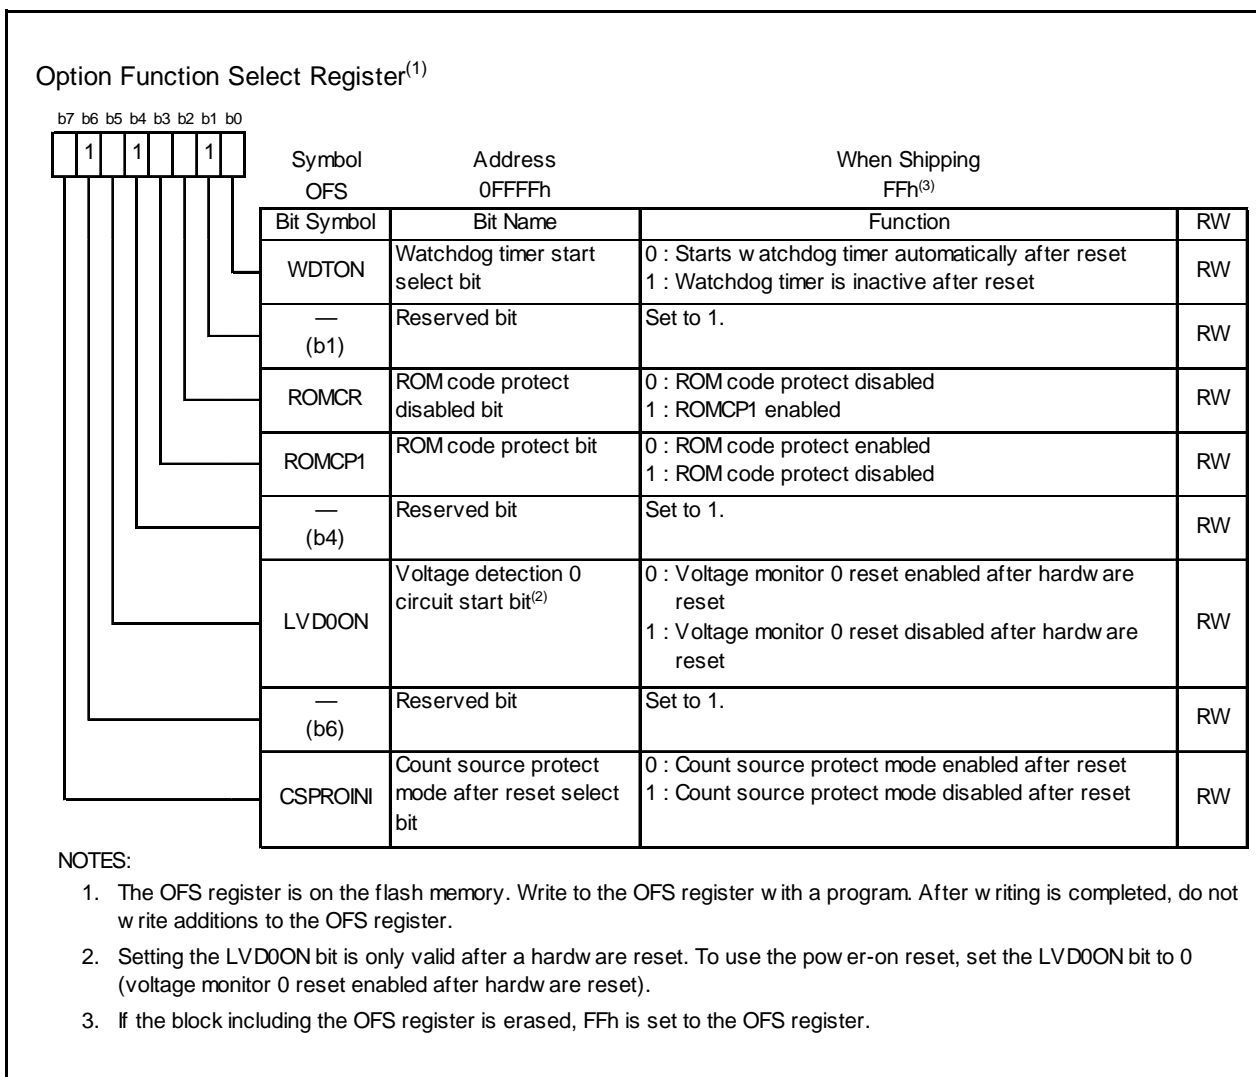 Option Function Select Register(1)
b7 b6 b5 b4 b3 b2 b1 b0
1 1 1
Symbol Address When Shipping
OFS 0FFFFh FFh(3)
Bit Symbol Bit Name Function RW
WDTON Watchdog timer start select bit 0 : Starts watchdog timer automatically after reset RW
1 : Watchdog timer is inactive after reset
— (b1) Reserved bit Set to 1. RW
ROMCR ROM code protect disabled bit 0 : ROM code protect disabled RW
1 : ROMCP1 enabled
ROMCP1 ROM code protect bit 0 : ROM code protect enabled RW
1 : ROM code protect disabled
— (b4) Reserved bit Set to 1. RW
LVD0ON Voltage detection 0 circuit start bit(2) 0 : Voltage monitor 0 reset enabled after hardware reset RW
1 : Voltage monitor 0 reset disabled after hardware reset
— (b6) Reserved bit Set to 1. RW
CSPROINI Count source protect mode after reset select bit 0 : Count source protect mode enabled after reset RW
1 : Count source protect mode disabled after reset
NOTES:
1. The OFS register is on the flash memory. Write to the OFS register with a program. After writing is completed, do not
write additions to the OFS register.
2. Setting the LVD0ON bit is only valid after a hardware reset. To use the power-on reset, set the LVD0ON bit to 0
(voltage monitor 0 reset enabled after hardware reset).
3. If the block including the OFS register is erased, FFh is set to the OFS register.